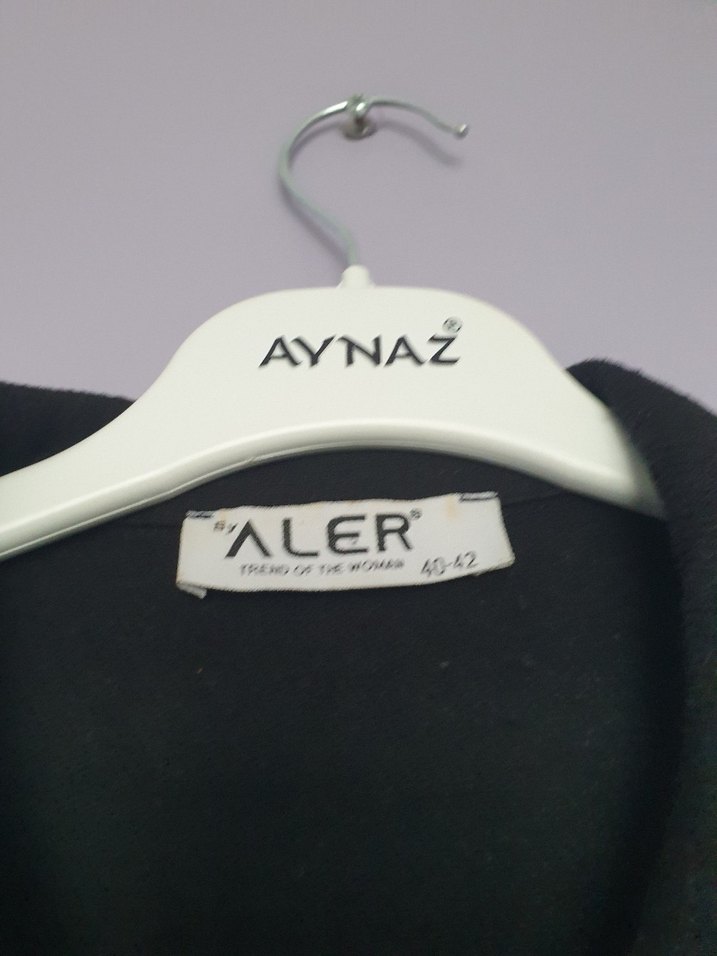 AYNAZ®
By ALER®
TREND OF THE WOMAN 40-42